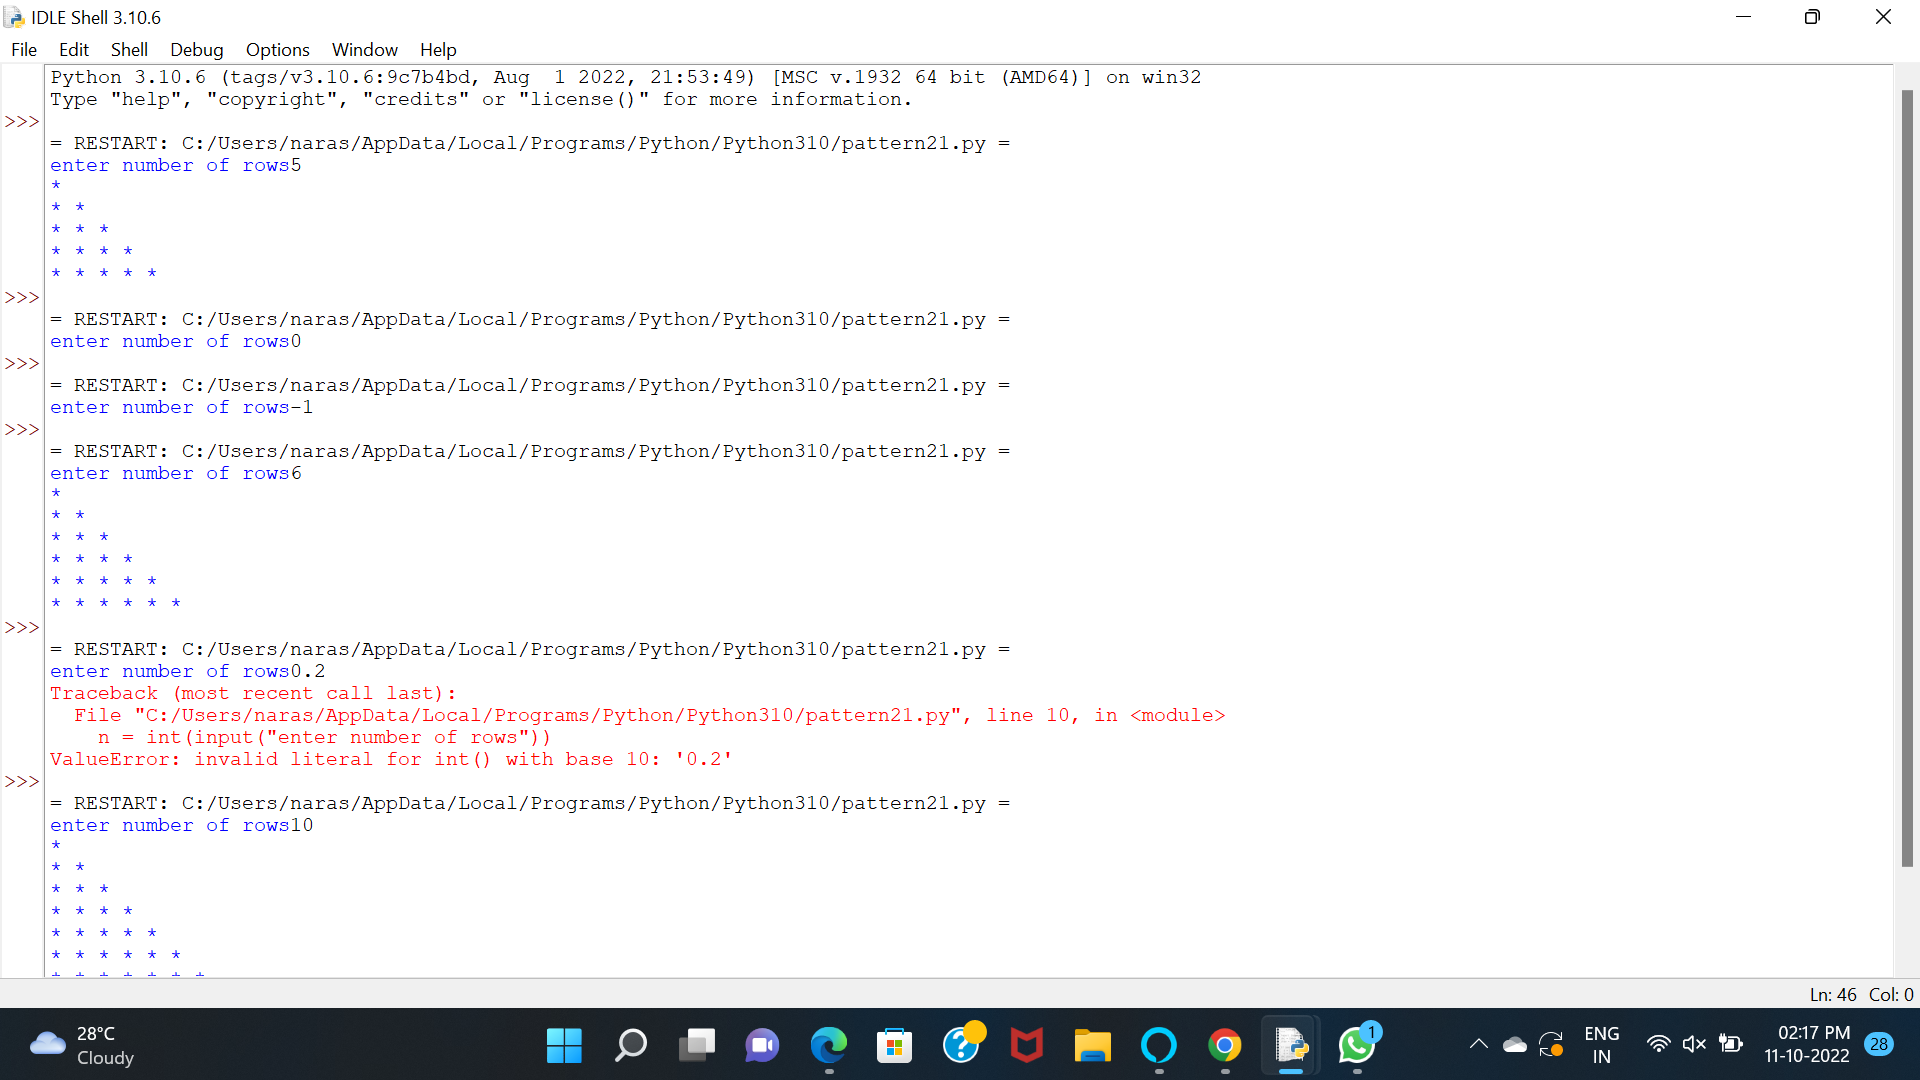 IDLE Shell 3.10.6
File Edit Shell Debug Options Window Help
Python 3.10.6 (tags/v3.10.6:9c7b4bd, Aug  1 2022, 21:53:49) [MSC v.1932 64 bit (AMD64)] on win32
Type "help", "copyright", "credits" or "license()" for more information.
>>>
= RESTART: C:/Users/naras/AppData/Local/Programs/Python/Python310/pattern21.py =
enter number of rows5
*
* *
* * *
* * * *
* * * * *
>>>
= RESTART: C:/Users/naras/AppData/Local/Programs/Python/Python310/pattern21.py =
enter number of rows0
>>>
= RESTART: C:/Users/naras/AppData/Local/Programs/Python/Python310/pattern21.py =
enter number of rows-1
>>>
= RESTART: C:/Users/naras/AppData/Local/Programs/Python/Python310/pattern21.py =
enter number of rows6
*
* *
* * *
* * * *
* * * * *
* * * * * *
>>>
= RESTART: C:/Users/naras/AppData/Local/Programs/Python/Python310/pattern21.py =
enter number of rows0.2
Traceback (most recent call last):
  File "C:/Users/naras/AppData/Local/Programs/Python/Python310/pattern21.py", line 10, in <module>
    n = int(input("enter number of rows"))
ValueError: invalid literal for int() with base 10: '0.2'
>>>
= RESTART: C:/Users/naras/AppData/Local/Programs/Python/Python310/pattern21.py =
enter number of rows10
*
* *
* * *
* * * *
* * * * *
* * * * * *
* * * * * * *
Ln: 46 Col: 0
28°C
Cloudy
1
ENG
IN
02:17 PM
11-10-2022
28